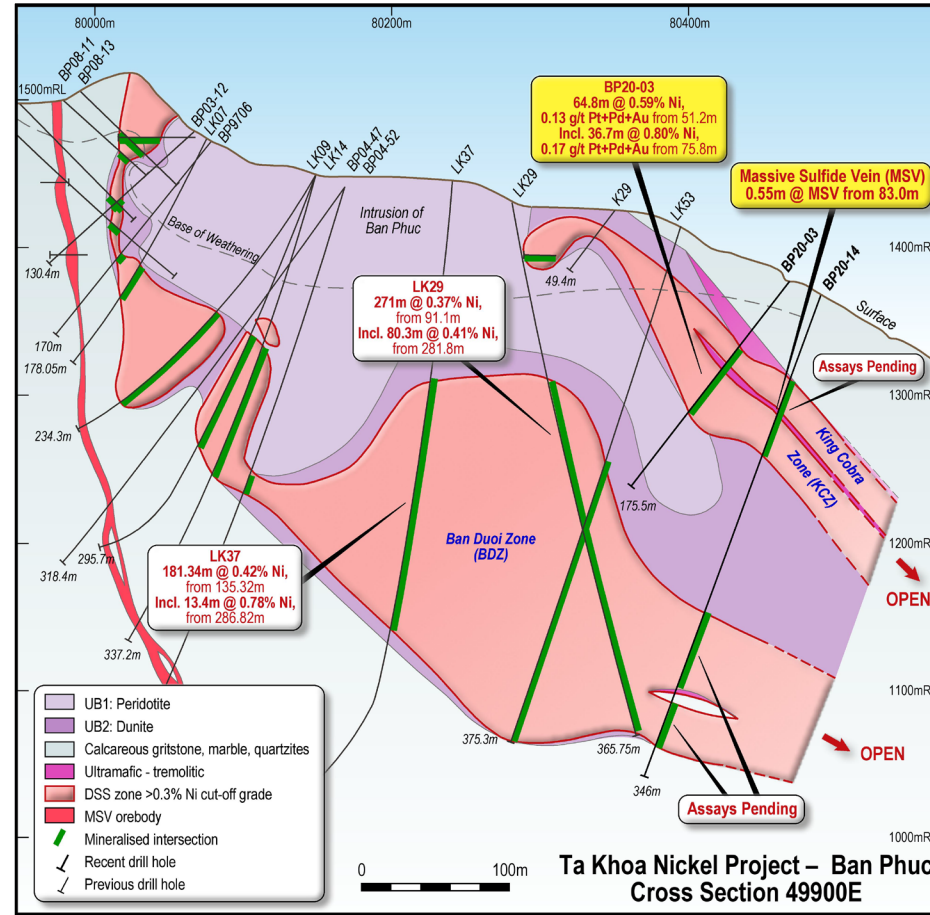 80000m
80200m
80400m
1500mRL
BP08-11
BP08-13
BP03-12
LK07
BP9706
LK09
LK14
BP04-47
BP04-52
LK37
LK29
K29
LK53
BP20-03
BP20-14
BP20-03
64.8m @ 0.59% Ni,
0.13 g/t Pt+Pd+Au from 51.2m
Incl. 36.7m @ 0.80% Ni,
0.17 g/t Pt+Pd+Au from 75.8m
Massive Sulfide Vein (MSV)
0.55m @ MSV from 83.0m
Intrusion of
Ban Phuc
Base of Weathering
1400mR
130.4m
49.4m
LK29
271m @ 0.37% Ni,
from 91.1m
Incl. 80.3m @ 0.41% Ni,
from 281.8m
Surface
170m
178.05m
Assays Pending
1300mR
234.3m
King Cobra
Zone (KCZ)
175.5m
Ban Duoi Zone
(BDZ)
1200mR
295.7m
318.4m
LK37
181.34m @ 0.42% Ni,
from 135.32m
Incl. 13.4m @ 0.78% Ni,
from 286.82m
OPEN
337.2m
1100mR
375.3m
365.75m
OPEN
346m
Assays Pending
1000mR
UB1: Peridotite
UB2: Dunite
Calcareous gritstone, marble, quartzites
Ultramafic - tremolitic
DSS zone >0.3% Ni cut-off grade
MSV orebody
Mineralised intersection
Recent drill hole
Previous drill hole
0
100m
Ta Khoa Nickel Project – Ban Phuc
Cross Section 49900E